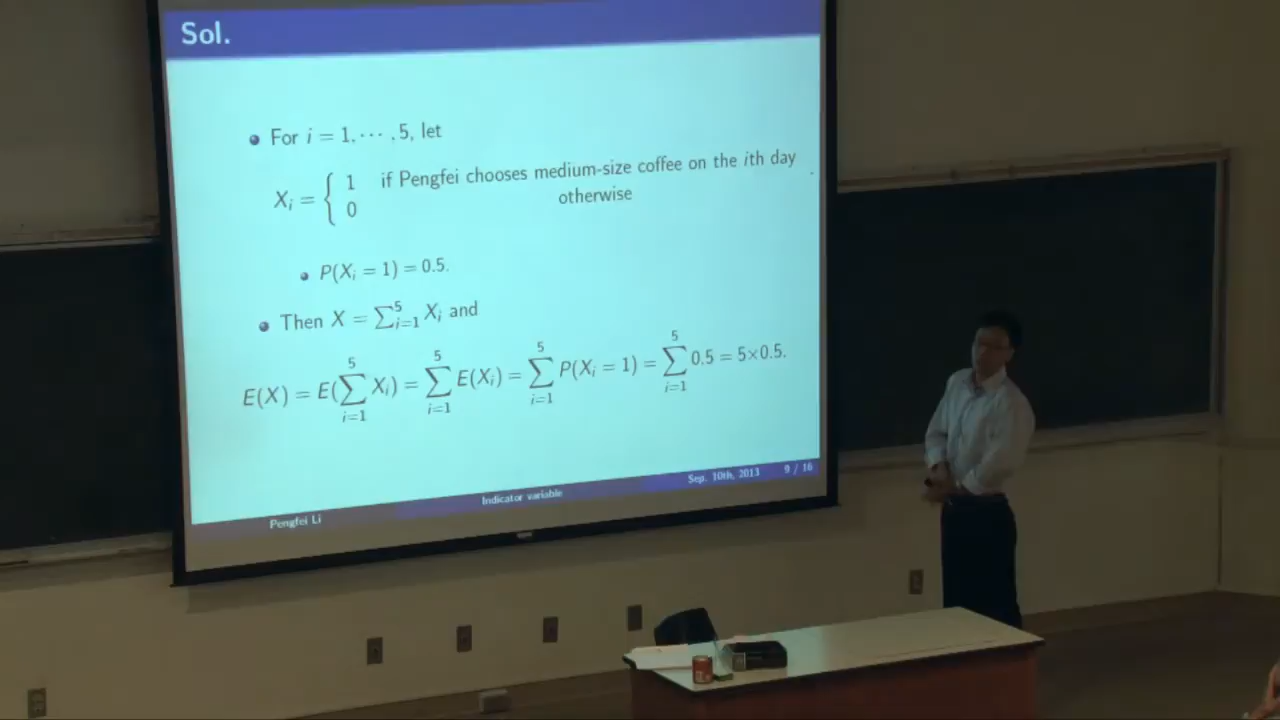 Sol.
For i = 1, ⋯ , 5, let
X_i = { 1 if Pengfei chooses medium-size coffee on the ith day
0 otherwise .
P(X_i = 1) = 0.5.
Then X = ∑_{i=1}^{5} X_i and
E(X) = E(∑_{i=1}^{5} X_i) = ∑_{i=1}^{5} E(X_i) = ∑_{i=1}^{5} P(X_i = 1) = ∑_{i=1}^{5} 0.5 = 5×0.5.
Pengfei Li Indicator variable Sep. 10th, 2013 9 / 16